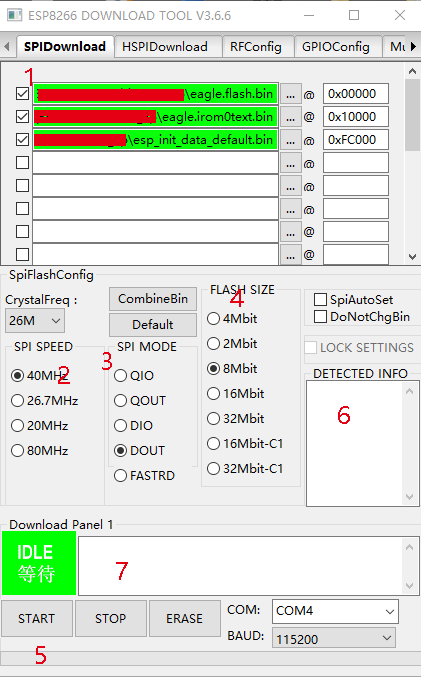 ESP8266 DOWNLOAD TOOL V3.6.6
SPIDownload HSPIDownload RFConfig GPIOConfig Mu
1
\eagle.flash.bin ... @ 0x00000
\eagle.irom0text.bin ... @ 0x10000
\esp_init_data_default.bin ... @ 0xFC000
... @
... @
... @
... @
... @
SpiFlashConfig
CrystalFreq :
26M
CombineBin
Default
SPI SPEED
40MHz
26.7MHz
20MHz
80MHz
2
3
SPI MODE
QIO
QOUT
DIO
DOUT
FASTRD
FLASH SIZE
4
4Mbit
2Mbit
8Mbit
16Mbit
32Mbit
16Mbit-C1
32Mbit-C1
SpiAutoSet
DoNotChgBin
LOCK SETTINGS
DETECTED INFO
6
Download Panel 1
IDLE
等待
7
START STOP ERASE
COM: COM4
BAUD: 115200
5